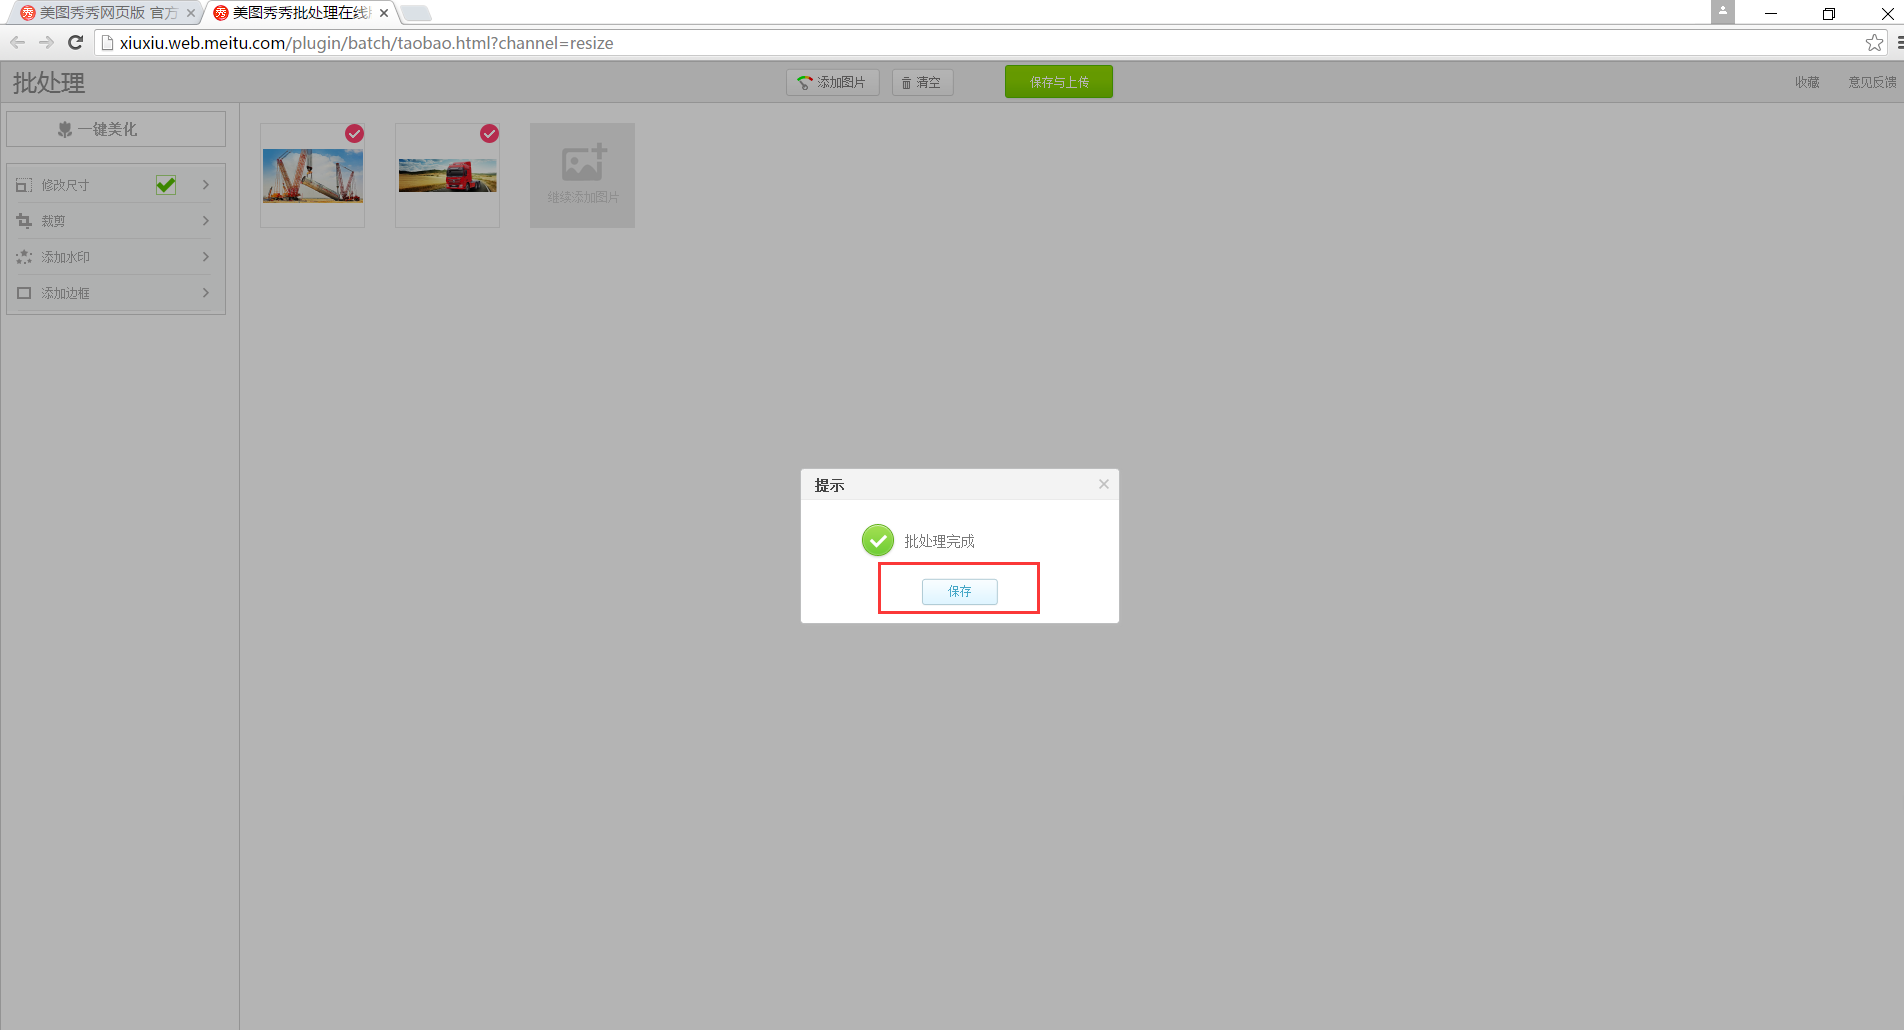 美图秀秀网页版 官方
美图秀秀批处理在线
xiuxiu.web.meitu.com/plugin/batch/taobao.html?channel=resize
批处理
添加图片
清空
保存与上传
收藏
意见反馈
一键美化
修改尺寸
裁剪
添加水印
添加边框
继续添加图片
提示
批处理完成
保存